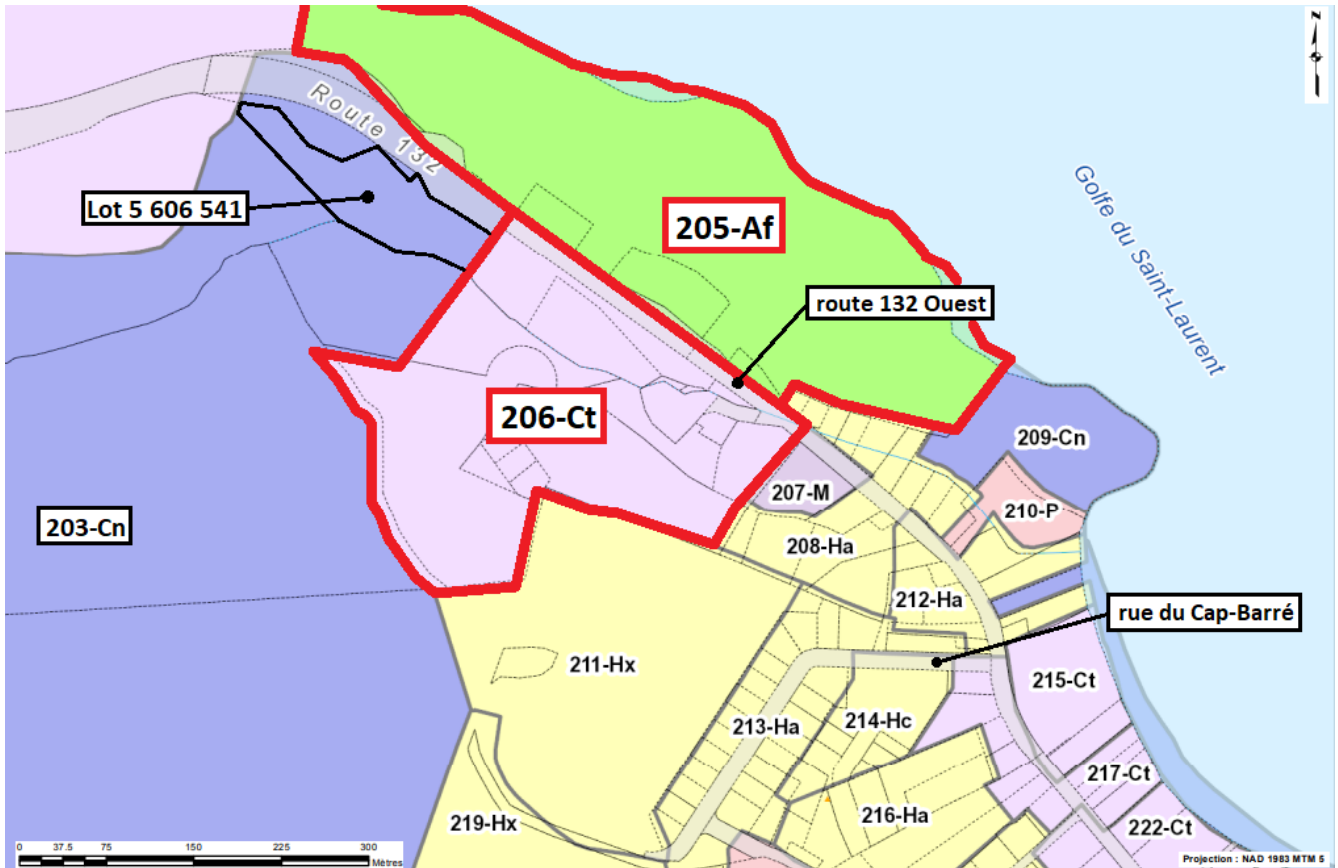 Z
Route 132
Lot 5 606 541
205-Af
Golfe du Saint-Laurent
route 132 Ouest
206-Ct
209-Cn
207-M
210-P
203-Cn
208-Ha
212-Ha
rue du Cap-Barré
211-Hx
215-Ct
213-Ha
214-Hc
217-Ct
216-Ha
219-Hx
222-Ct
0 37.5 75 150 225 300
Mètres
Projection : NAD 1983 MTM 5